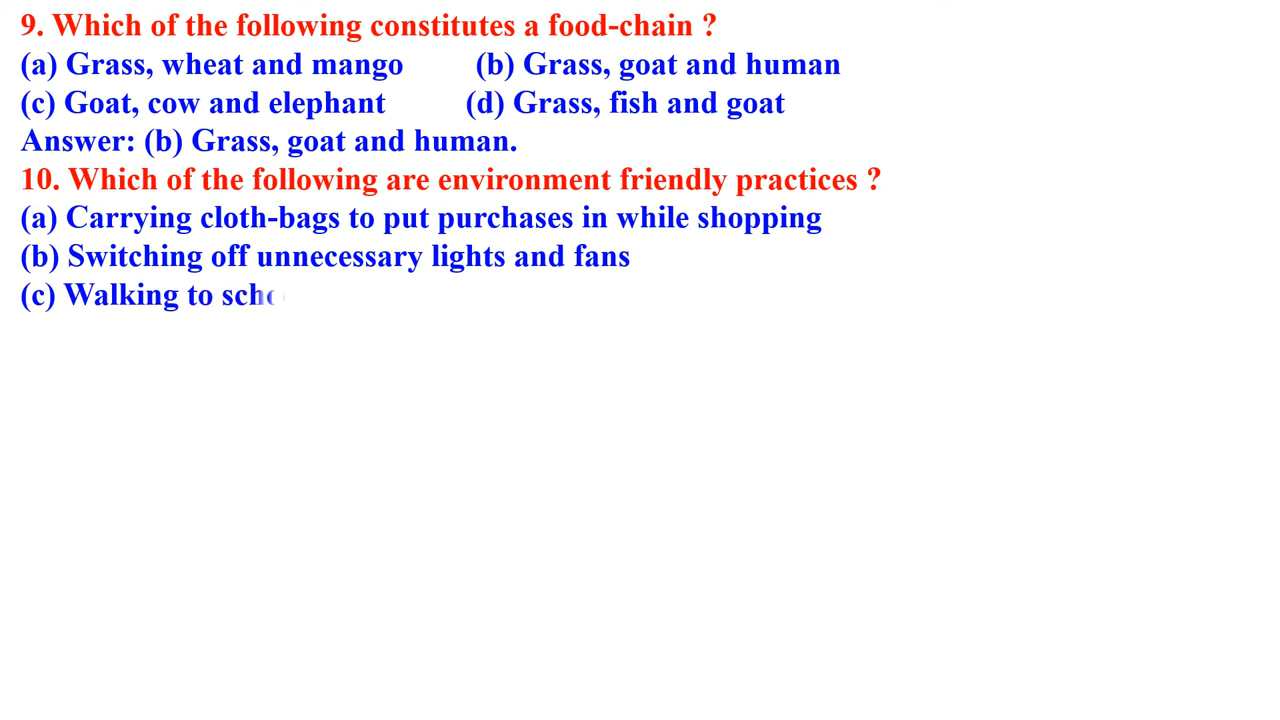 9. Which of the following constitutes a food-chain ?
(a) Grass, wheat and mango (b) Grass, goat and human
(c) Goat, cow and elephant (d) Grass, fish and goat
Answer: (b) Grass, goat and human.
10. Which of the following are environment friendly practices ?
(a) Carrying cloth-bags to put purchases in while shopping
(b) Switching off unnecessary lights and fans
(c) Walking to